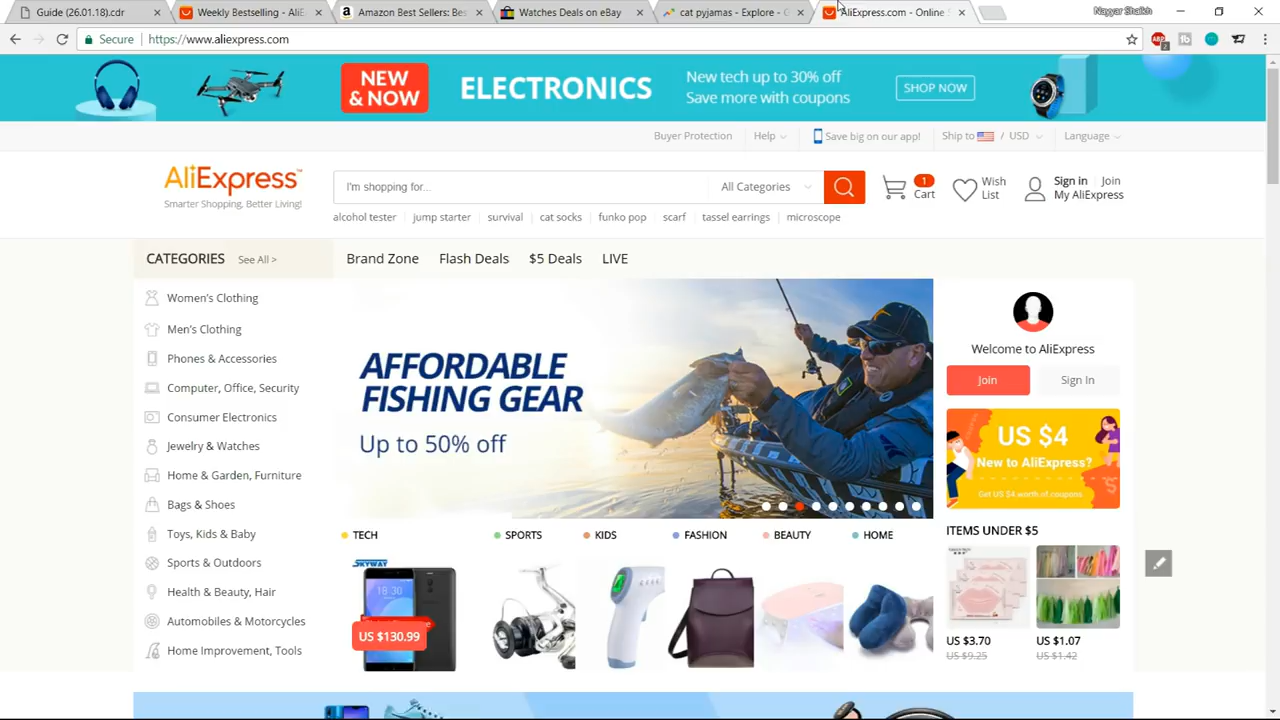 Guide (26.01.18).cdr
Weekly Bestselling - AliE
Amazon Best Sellers: Bes
Watches Deals on eBay
cat pyjamas - Explore - G
AliExpress.com - Online S
Nayyar Shaikh
Secure https://www.aliexpress.com
NEW & NOW
ELECTRONICS
New tech up to 30% off
Save more with coupons
SHOP NOW
Buyer Protection Help Save big on our app! Ship to / USD Language
AliExpress™
Smarter Shopping, Better Living!
I'm shopping for... All Categories
1
Cart
Wish List
Sign in Join
My AliExpress
alcohol tester jump starter survival cat socks funko pop scarf tassel earrings microscope
CATEGORIES See All >
Brand Zone Flash Deals $5 Deals LIVE
Women's Clothing
Men's Clothing
Phones & Accessories
Computer, Office, Security
Consumer Electronics
Jewelry & Watches
Home & Garden, Furniture
Bags & Shoes
Toys, Kids & Baby
Sports & Outdoors
Health & Beauty, Hair
Automobiles & Motorcycles
Home Improvement, Tools
AFFORDABLE
FISHING GEAR
Up to 50% off
Welcome to AliExpress
Join Sign In
US $4
New to AliExpress?
Get US $4 worth of coupons
ITEMS UNDER $5
US $3.70 US $1.07
US $9.25 US $1.42
TECH SPORTS KIDS FASHION BEAUTY HOME
SKYWAY
18:30
US $130.99